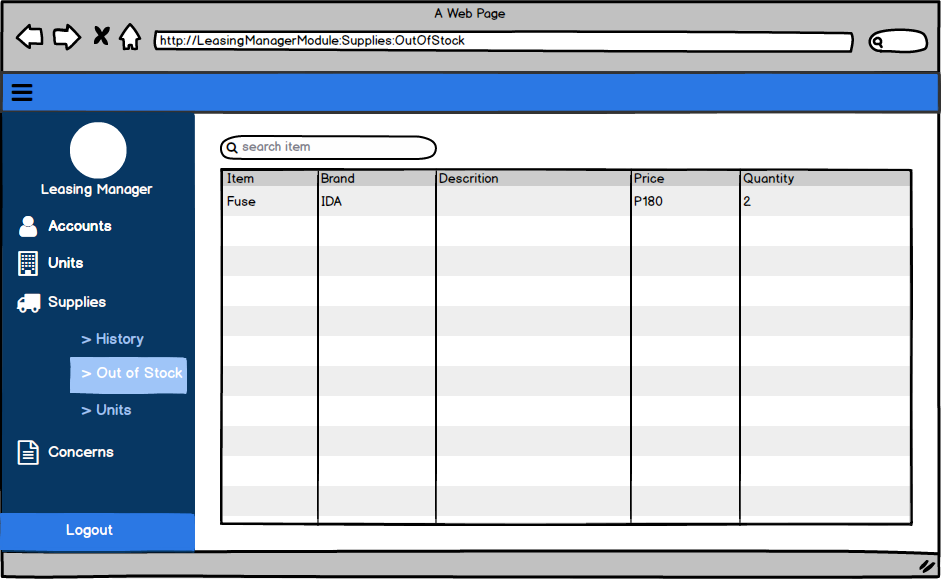 A Web Page
http://LeasingManagerModule:Supplies:OutOfStock
Leasing Manager
Accounts
Units
Supplies
> History
> Out of Stock
> Units
Concerns
Logout
search item
Item Brand Descrition Price Quantity
Fuse IDA P180 2